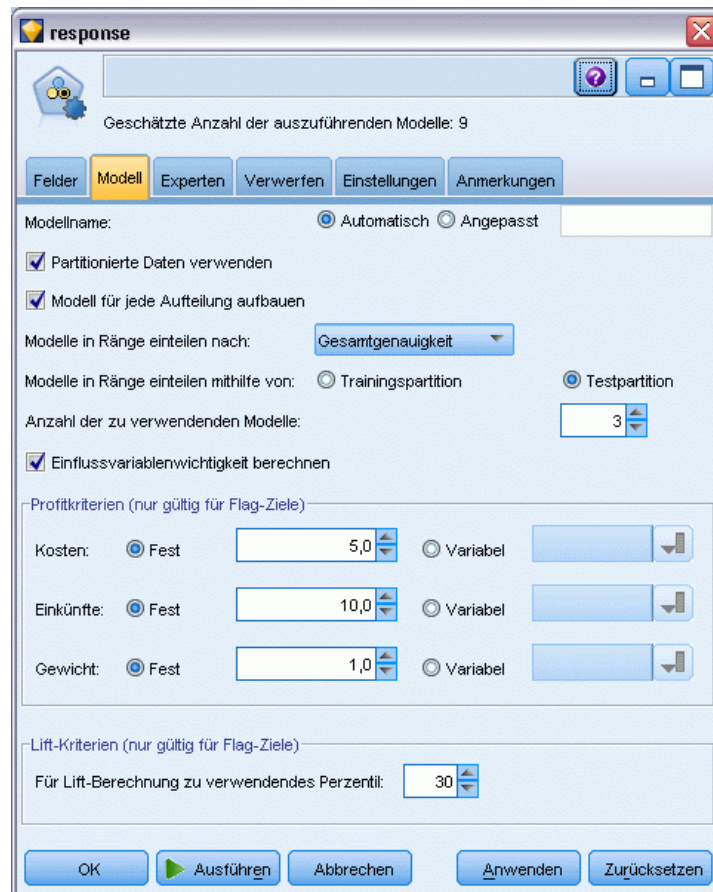 response
Geschätzte Anzahl der auszuführenden Modelle: 9
Felder Modell Experten Verwerfen Einstellungen Anmerkungen
Modellname: Automatisch Angepasst
Partitionierte Daten verwenden
Modell für jede Aufteilung aufbauen
Modelle in Ränge einteilen nach: Gesamtgenauigkeit
Modelle in Ränge einteilen mithilfe von: Trainingspartition Testpartition
Anzahl der zu verwendenden Modelle: 3
Einflussvariablenwichtigkeit berechnen
Profitkriterien (nur gültig für Flag-Ziele)
Kosten: Fest 5,0 Variabel
Einkünfte: Fest 10,0 Variabel
Gewicht: Fest 1,0 Variabel
Lift-Kriterien (nur gültig für Flag-Ziele)
Für Lift-Berechnung zu verwendendes Perzentil: 30
OK Ausführen Abbrechen Anwenden Zurücksetzen